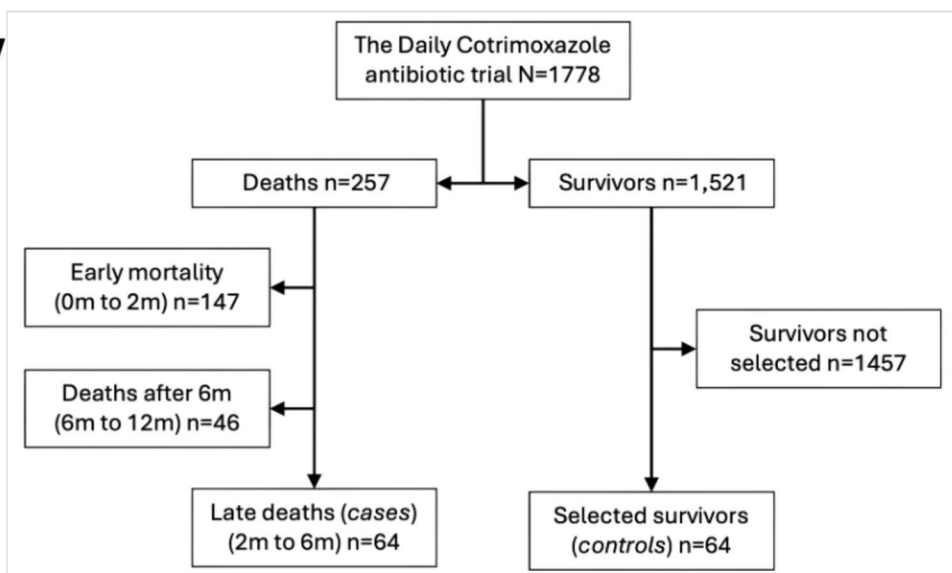 The Daily Cotrimoxazole
antibiotic trial N=1778
Deaths n=257
Survivors n=1,521
Early mortality
(0m to 2m) n=147
Survivors not
selected n=1457
Deaths after 6m
(6m to 12m) n=46
Late deaths (cases)
(2m to 6m) n=64
Selected survivors
(controls) n=64